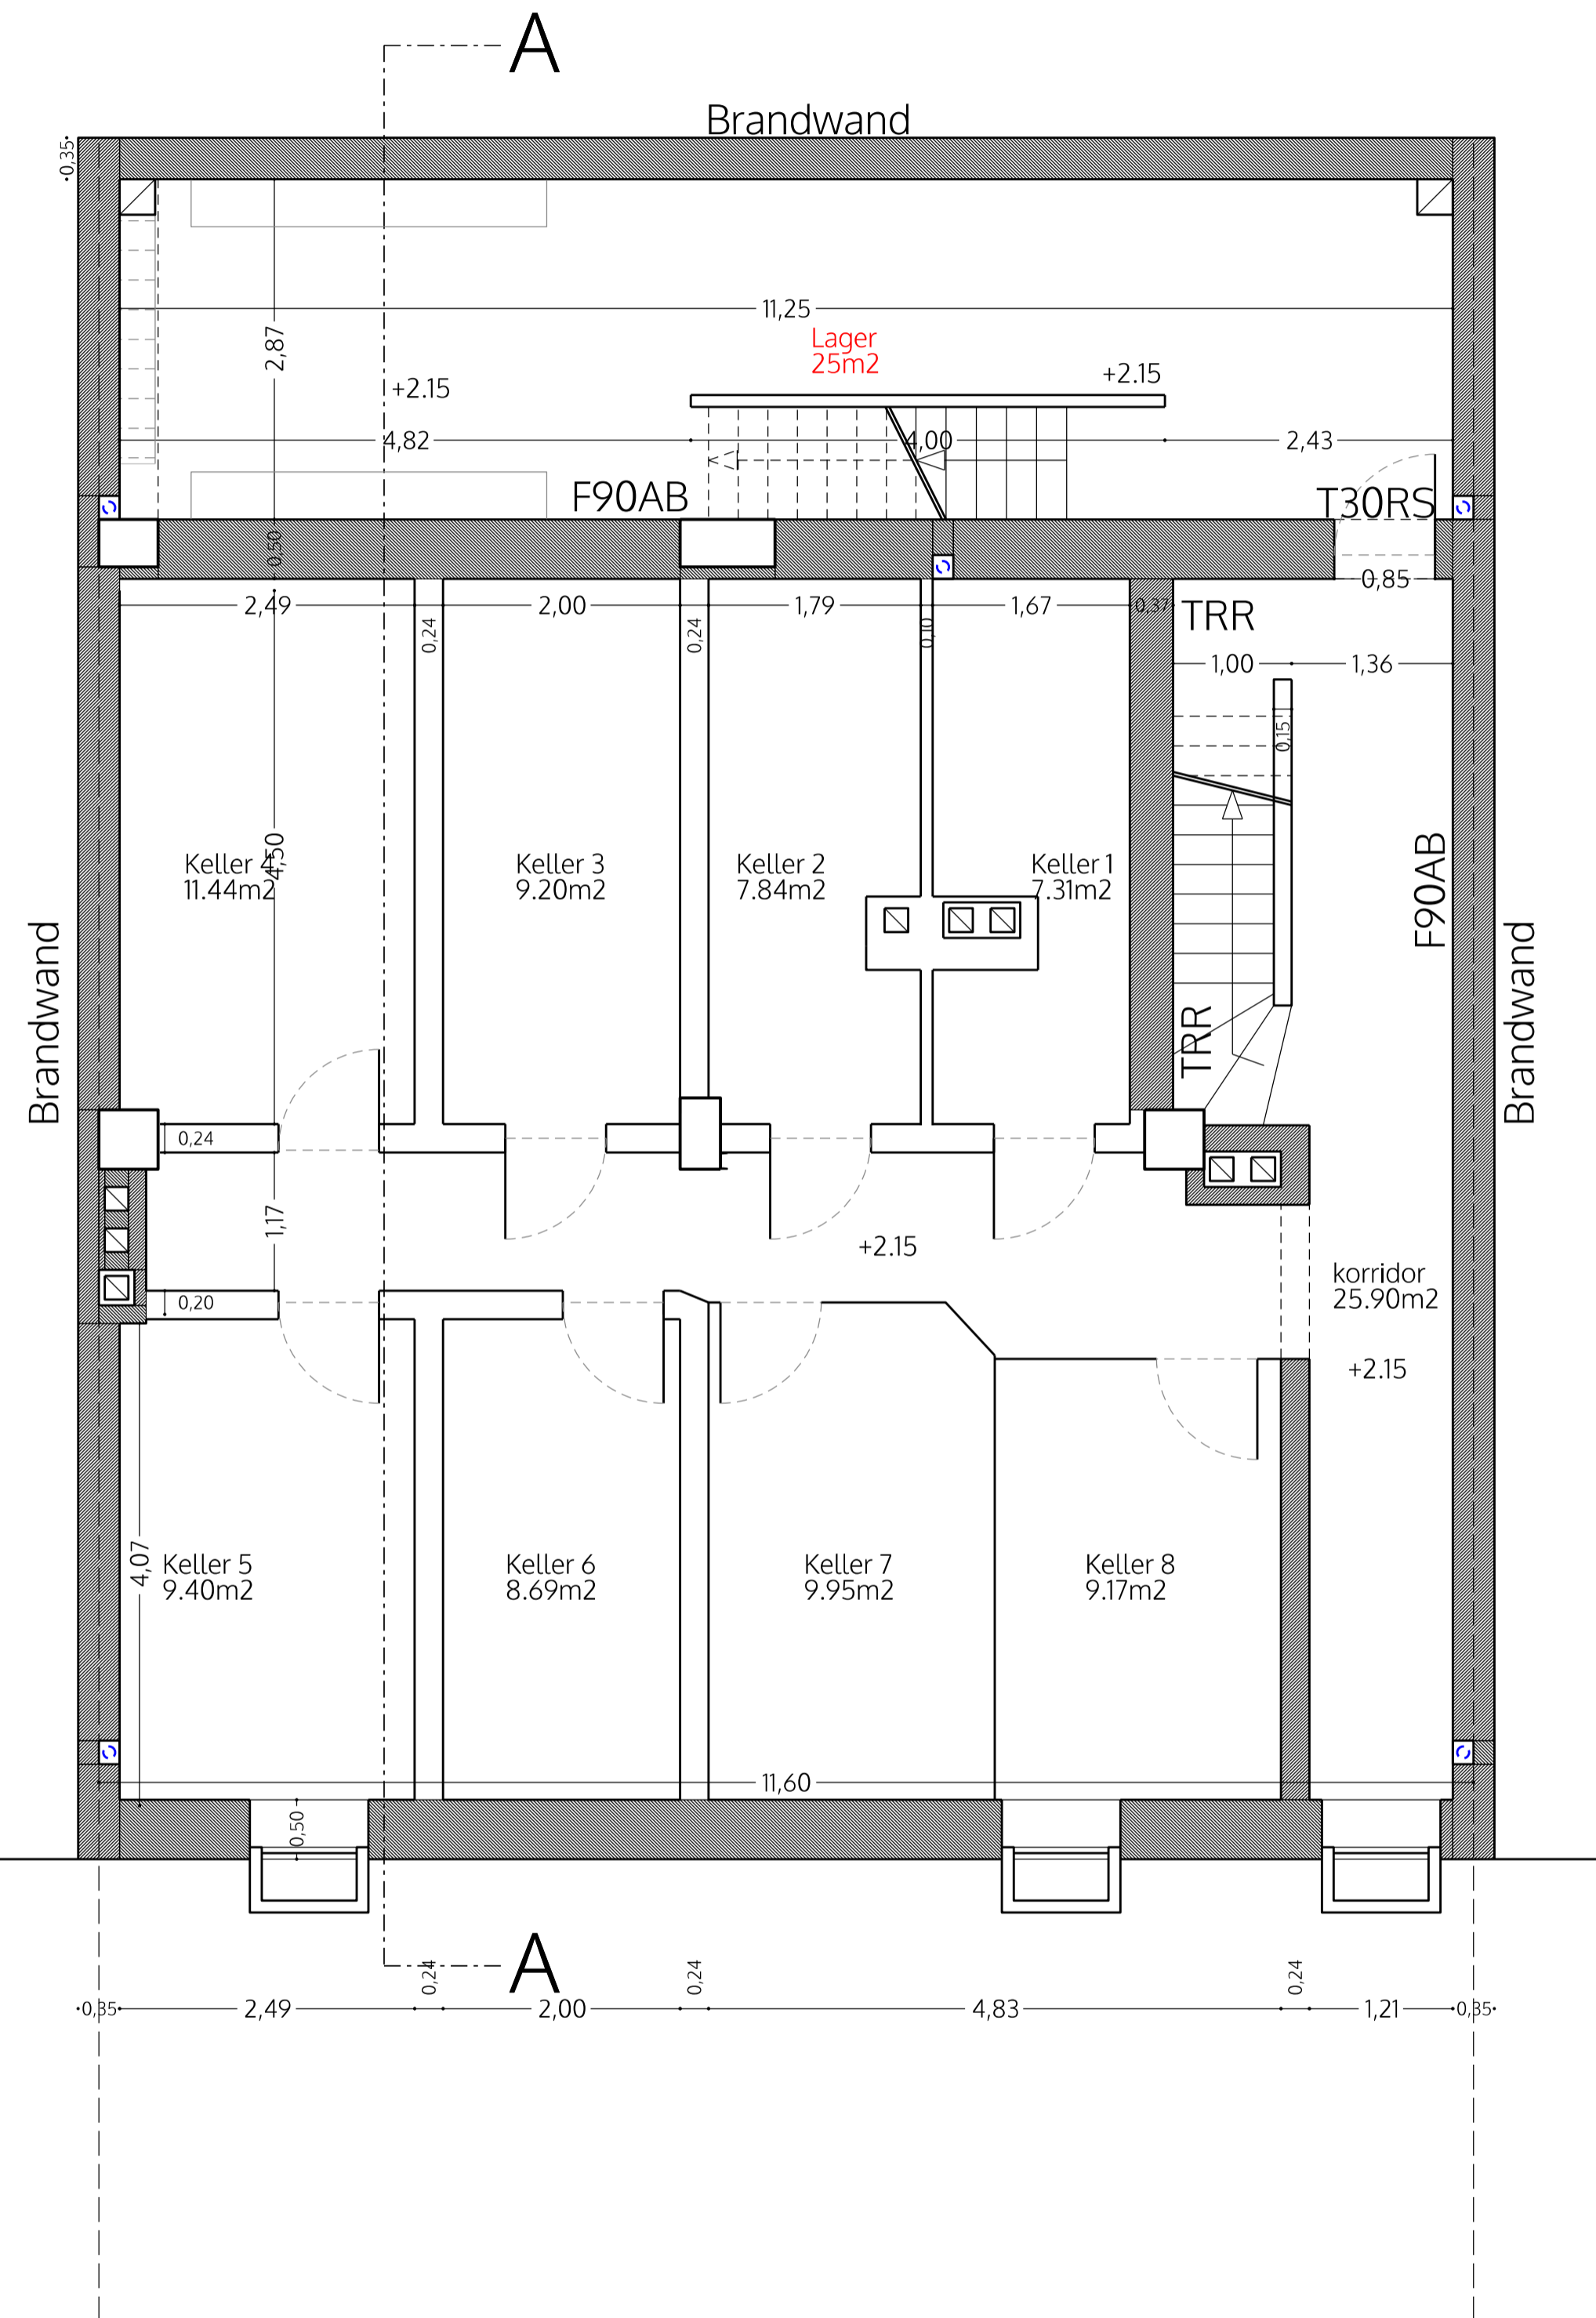 A
Brandwand
0,35
11,25
2,87
Lager
25m2
+2.15
+2.15
4,82
4,00
2,43
F90AB
T30RS
0,50
0,85
2,49
2,00
1,79
1,67
0,37
TRR
0,24
0,24
0,10
1,00
1,36
0,15
4,50
Keller 4
11.44m2
Keller 3
9.20m2
Keller 2
7.84m2
Keller 1
7.31m2
F90AB
Brandwand
Brandwand
TRR
0,24
1,17
+2.15
korridor
25.90m2
0,20
+2.15
4,07
Keller 5
9.40m2
Keller 6
8.69m2
Keller 7
9.95m2
Keller 8
9.17m2
11,60
0,50
A
0,24
0,24
0,24
0,35
2,49
2,00
4,83
1,21
0,35